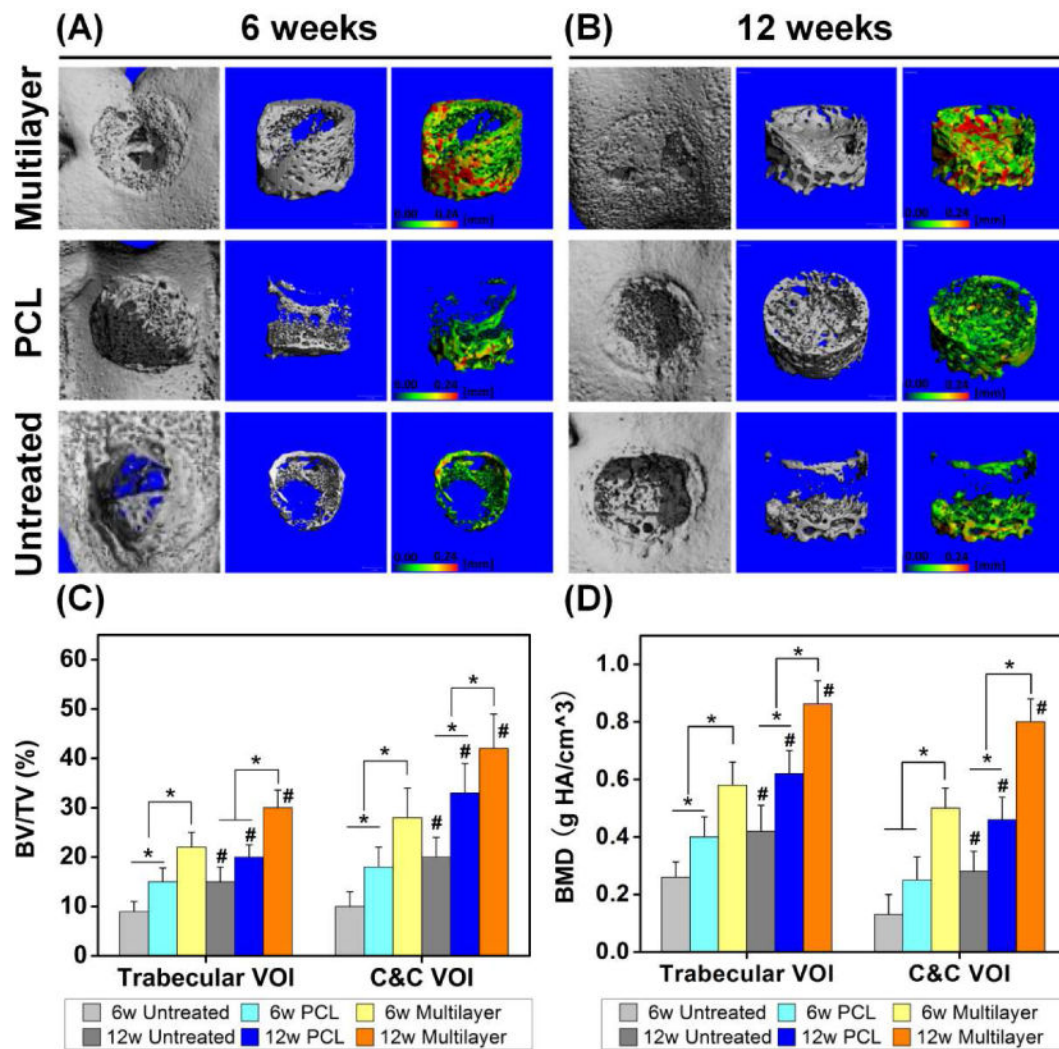 (A) 6 weeks (B) 12 weeks
Multilayer
0.00 0.24 [mm]
0.00 0.24 [mm]
PCL
0.00 0.24 [mm]
0.00 0.24 [mm]
Untreated
0.00 0.24 [mm]
0.00 0.24 [mm]
(C)
BV/TV (%)
60
50
40
30
20
10
0
* * * * * * *
# # # # # #
Trabecular VOI C&C VOI
6w Untreated 6w PCL 6w Multilayer
12w Untreated 12w PCL 12w Multilayer
(D)
BMD (g HA/cm^3)
1.0
0.8
0.6
0.4
0.2
0.0
* * * * * * *
# # # # # #
Trabecular VOI C&C VOI
6w Untreated 6w PCL 6w Multilayer
12w Untreated 12w PCL 12w Multilayer